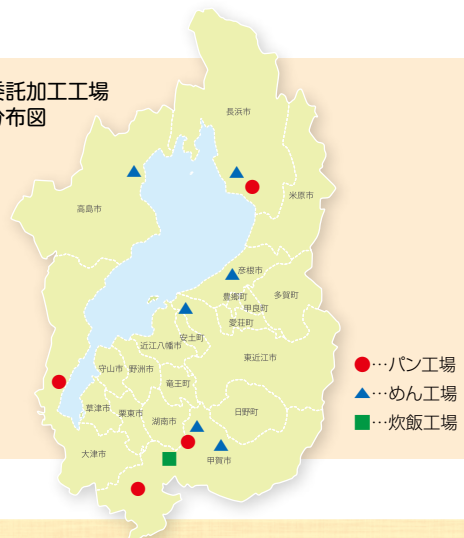 委託加工工場
分布図
長浜市
米原市
高島市
彦根市
豊郷町
多賀町
甲良町
愛荘町
安土町
近江八幡市
東近江市
守山市
野洲市
竜王町
草津市
栗東市
湖南市
日野町
大津市
甲賀市
●…パン工場
▲…めん工場
■…炊飯工場